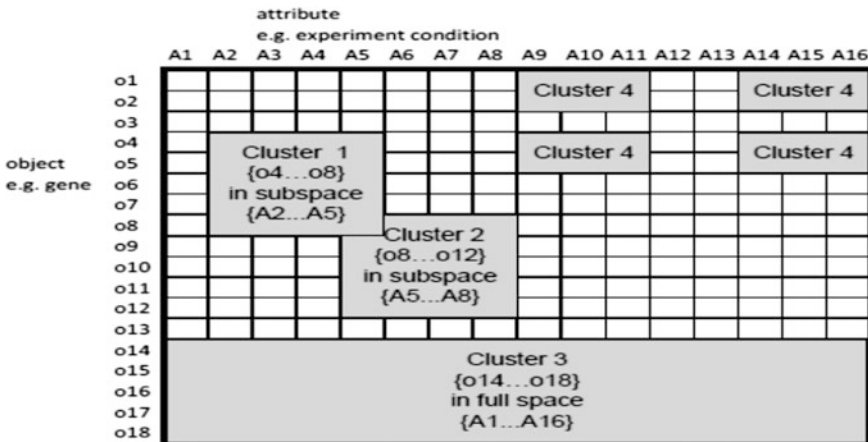 attribute
e.g. experiment condition
A1 A2 A3 A4 A5 A6 A7 A8 A9 A10 A11 A12 A13 A14 A15 A16
o1
o2
o3
o4
o5
o6
o7
o8
o9
o10
o11
o12
o13
o14
o15
o16
o17
o18
object
e.g. gene
Cluster 4
Cluster 4
Cluster 1
{o4...o8}
in subspace
{A2...A5}
Cluster 4
Cluster 4
Cluster 2
{o8...o12}
in subspace
{A5...A8}
Cluster 3
{o14...o18}
in full space
{A1...A16}